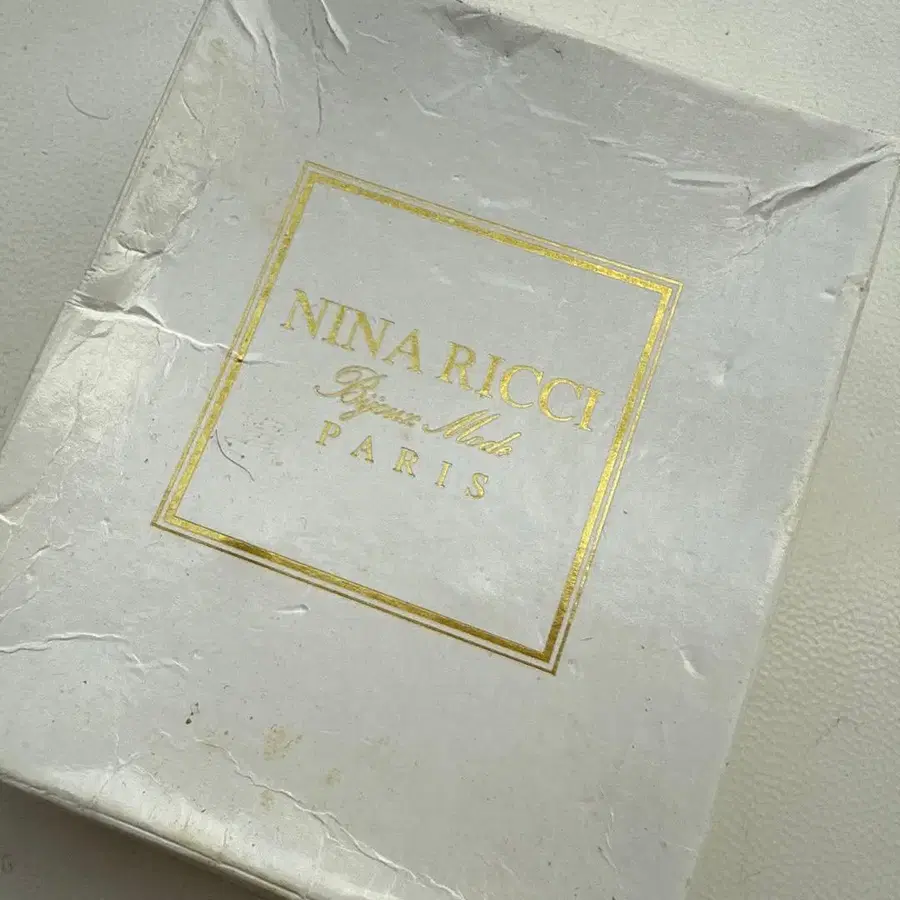 NINA RICCI
Bijoux Mode
PARIS